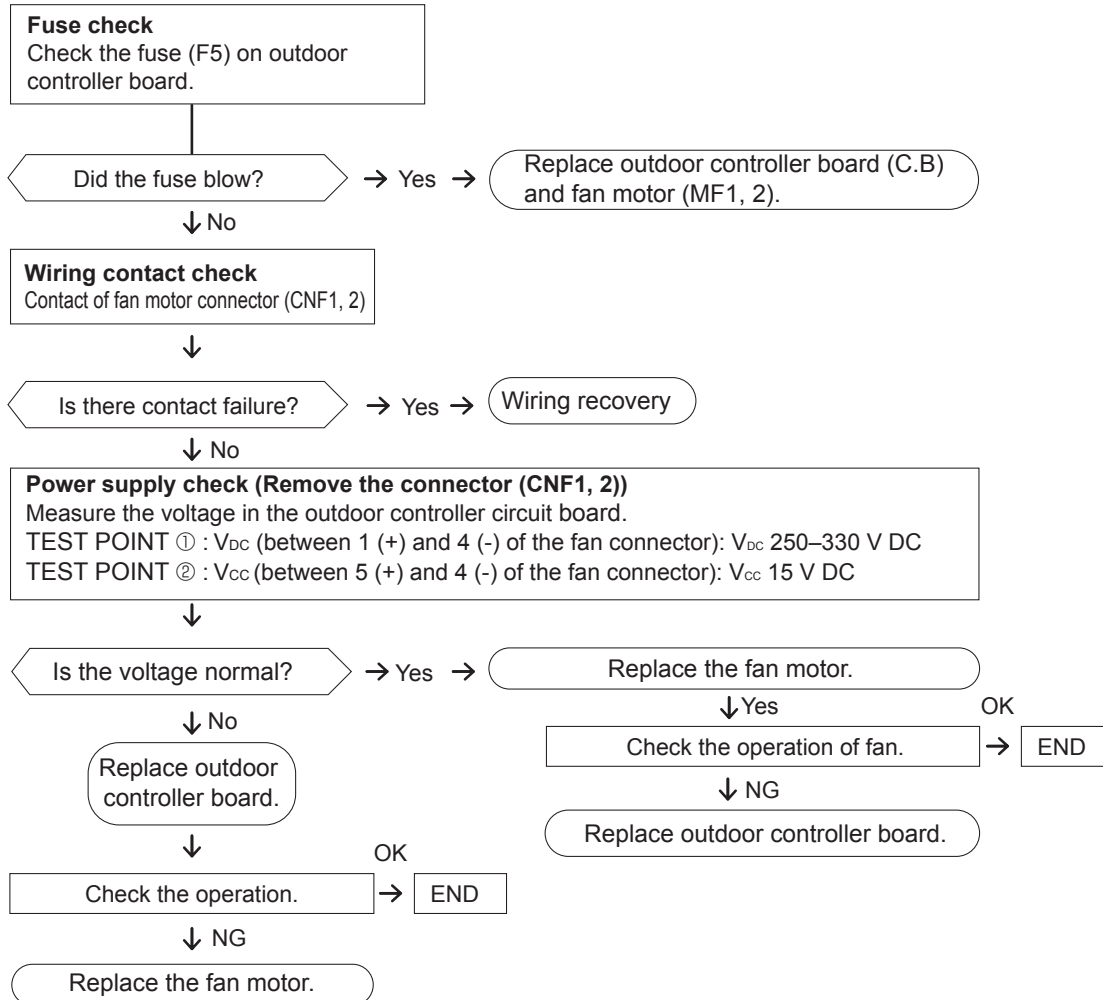 Fuse check
Check the fuse (F5) on outdoor
controller board.
Did the fuse blow?
Yes
Replace outdoor controller board (C.B)
and fan motor (MF1, 2).
No
Wiring contact check
Contact of fan motor connector (CNF1, 2)
Is there contact failure?
Yes
Wiring recovery
No
Power supply check (Remove the connector (CNF1, 2))
Measure the voltage in the outdoor controller circuit board.
TEST POINT ① : VDC (between 1 (+) and 4 (-) of the fan connector): VDC 250–330 V DC
TEST POINT ② : VCC (between 5 (+) and 4 (-) of the fan connector): VCC 15 V DC
Is the voltage normal?
Yes
Replace the fan motor.
Yes
OK
No
Check the operation of fan.
END
Replace outdoor
controller board.
NG
Replace outdoor controller board.
OK
Check the operation.
END
NG
Replace the fan motor.